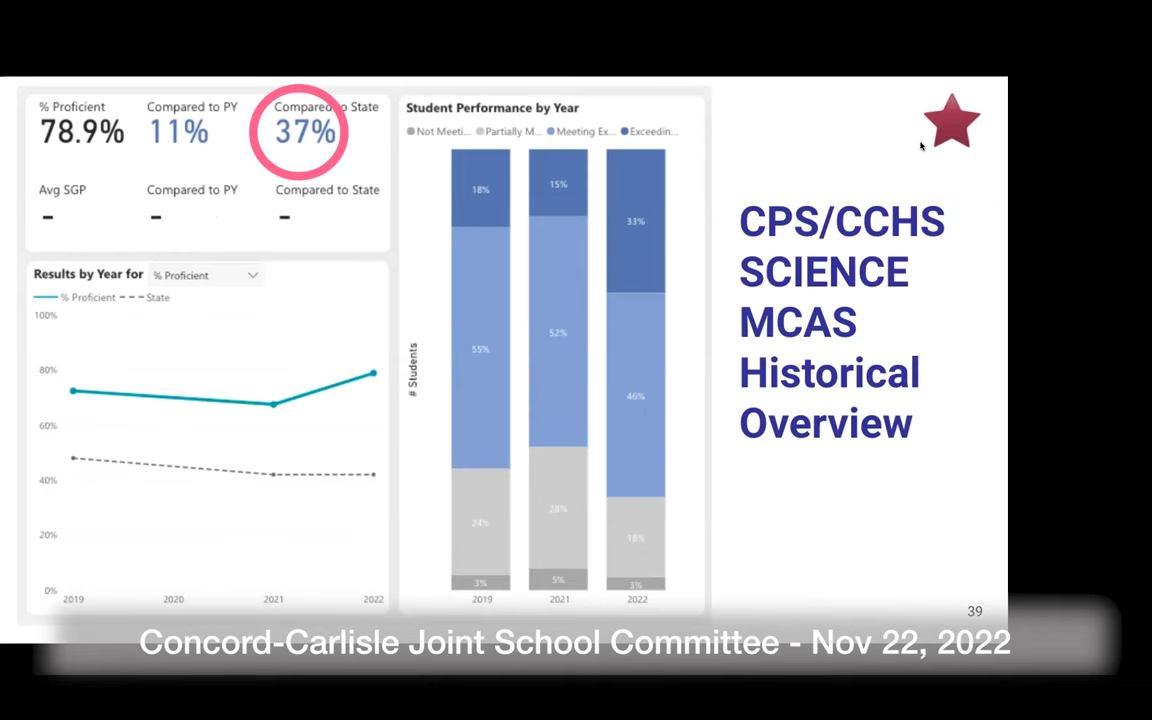 % Proficient
Compared to PY
Compared to State
78.9%
11%
37%
Avg SGP
Compared to PY
Compared to State
-
-
-
Results by Year for
% Proficient
% Proficient
State
100%
80%
60%
40%
20%
0%
2019
2020
2021
2022
Student Performance by Year
Not Meeti...
Partially M...
Meeting Ex...
Exceedin...
# Students
18%
55%
24%
3%
15%
52%
28%
5%
33%
46%
18%
3%
2019
2021
2022
CPS/CCHS
SCIENCE
MCAS
Historical
Overview
39
Concord-Carlisle Joint School Committee - Nov 22, 2022